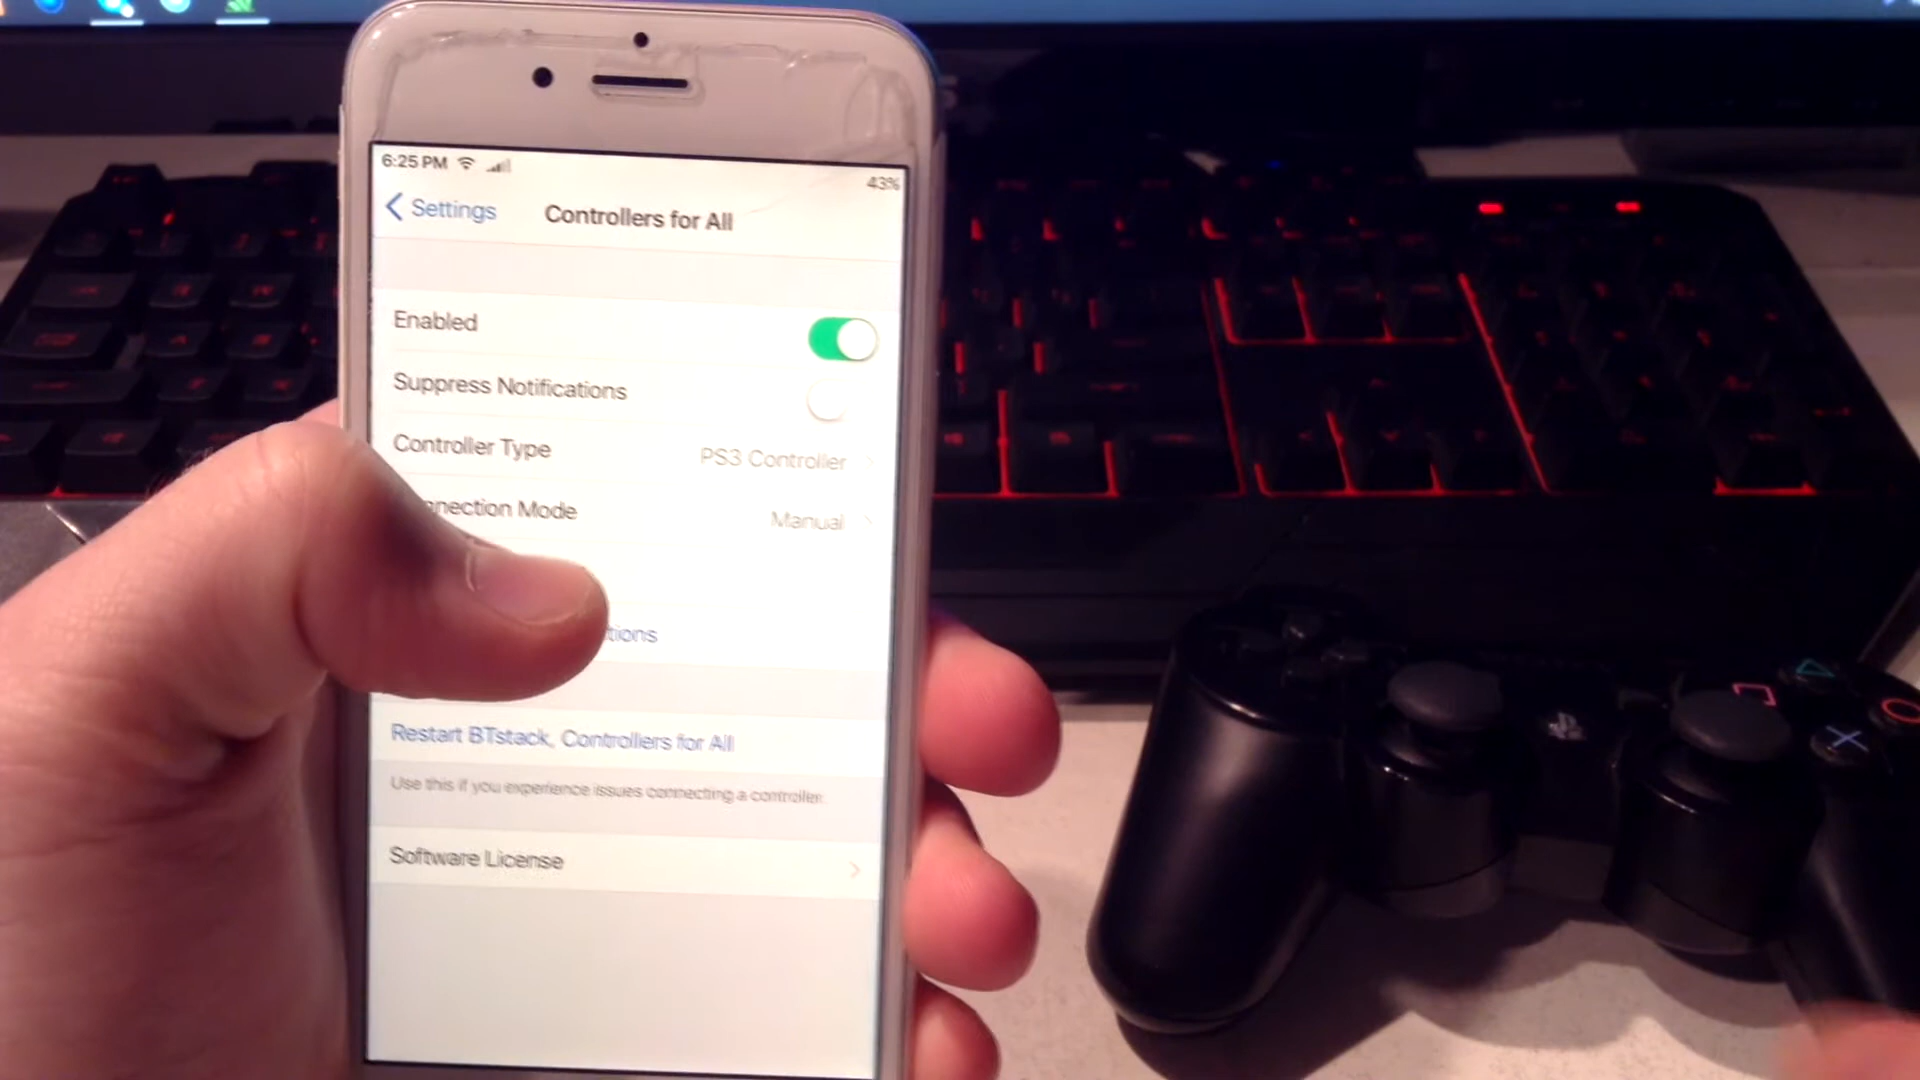 6:25 PM
43%
Settings
Controllers for All
Enabled
Suppress Notifications
Controller Type
PS3 Controller
nnection Mode
Manual
tions
Restart BTstack, Controllers for All
Use this if you experience issues connecting a controller.
Software License